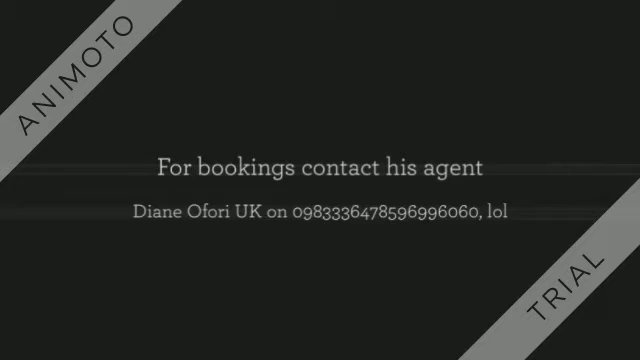 ANIMOTO
For bookings contact his agent
Diane Ofori UK on 0983336478596996060, lol
TRIAL